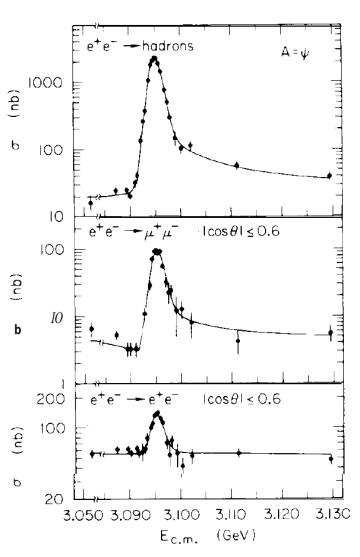 e⁺e⁻ → hadrons A = ψ
1000
100
10
σ (nb)
e⁺e⁻ → μ⁺μ⁻ |cosθ| ≤ 0.6
100
10
1
σ (nb)
e⁺e⁻ → e⁺e⁻ |cosθ| ≤ 0.6
200
100
20
σ (nb)
3.050 3.090 3.100 3.110 3.120 3.130
E c.m. (GeV)